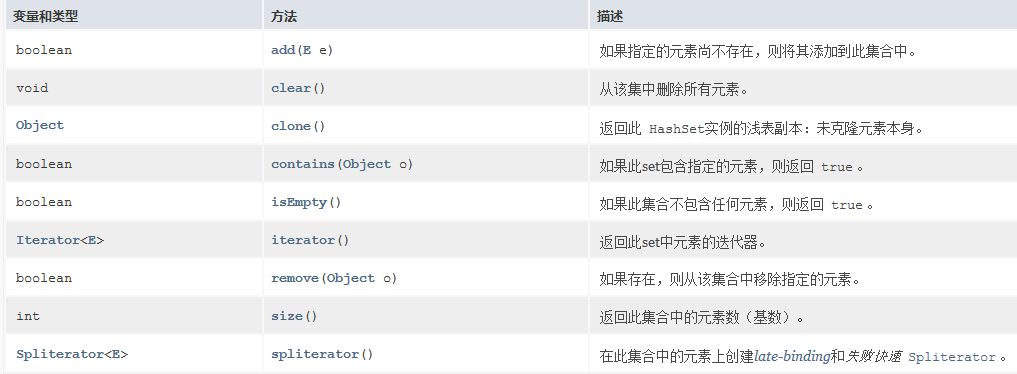 变量和类型 方法 描述
boolean add(E e) 如果指定的元素尚不存在，则将其添加到此集合中。
void clear() 从该集中删除所有元素。
Object clone() 返回此 HashSet实例的浅表副本：未克隆元素本身。
boolean contains(Object o) 如果此set包含指定的元素，则返回 true 。
boolean isEmpty() 如果此集合不包含任何元素，则返回 true 。
Iterator<E> iterator() 返回此set中元素的迭代器。
boolean remove(Object o) 如果存在，则从该集合中移除指定的元素。
int size() 返回此集合中的元素数（基数）。
Spliterator<E> spliterator() 在此集合中的元素上创建late-binding和失败快速 Spliterator 。